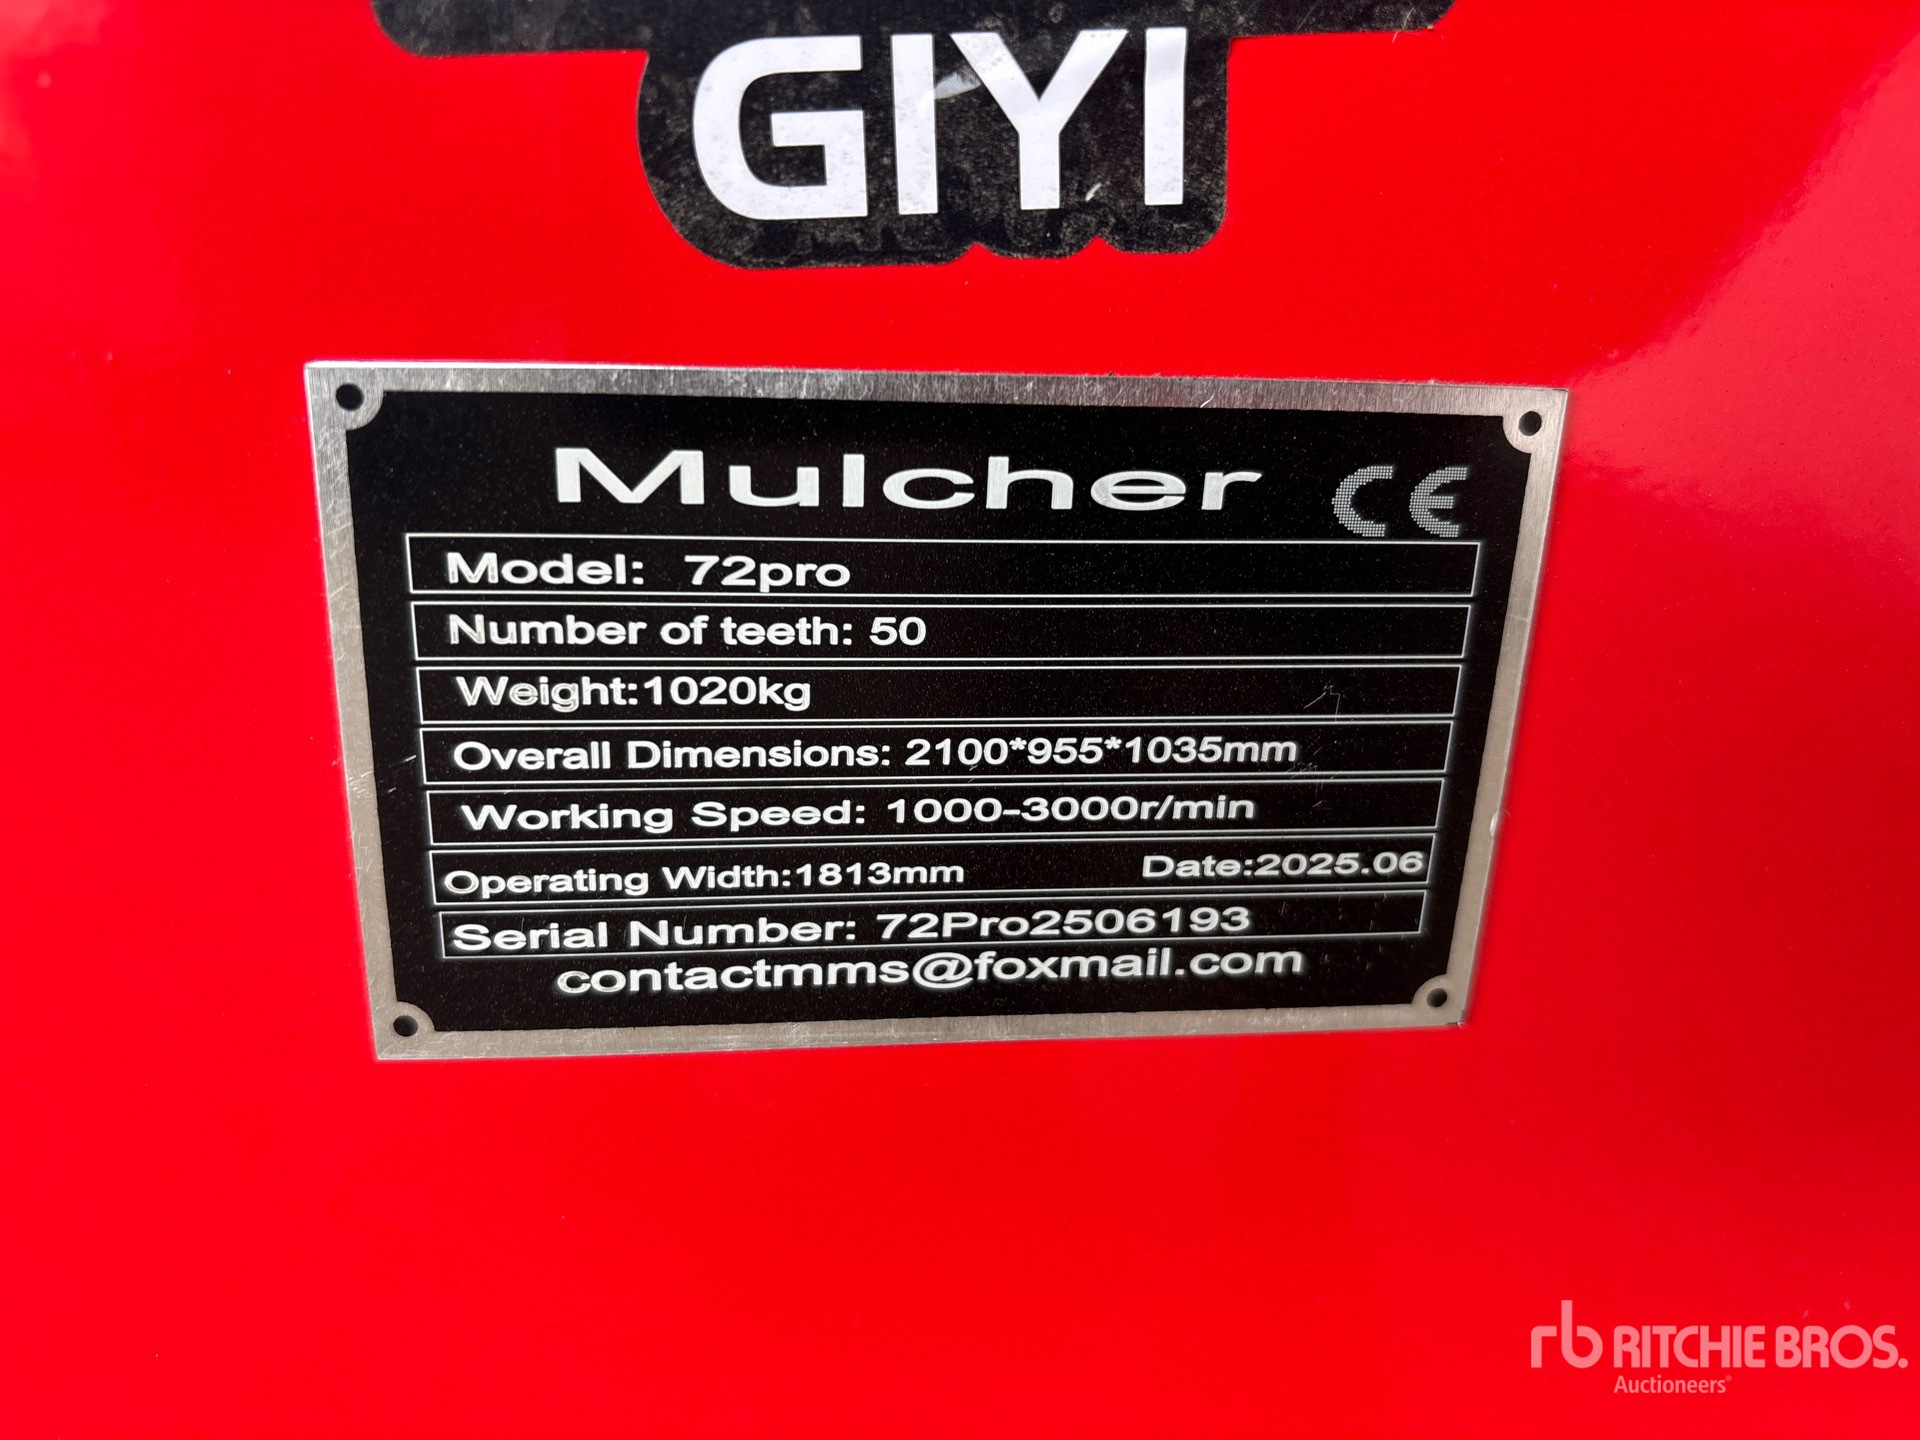 GIYI
Mulcher CE
Model: 72pro
Number of teeth: 50
Weight:1020kg
Overall Dimensions: 2100*955*1035mm
Working Speed: 1000-3000r/min
Operating Width:1813mm Date:2025.06
Serial Number: 72Pro2506193
contactmms@foxmail.com
rb RITCHIE BROS.
Auctioneers®